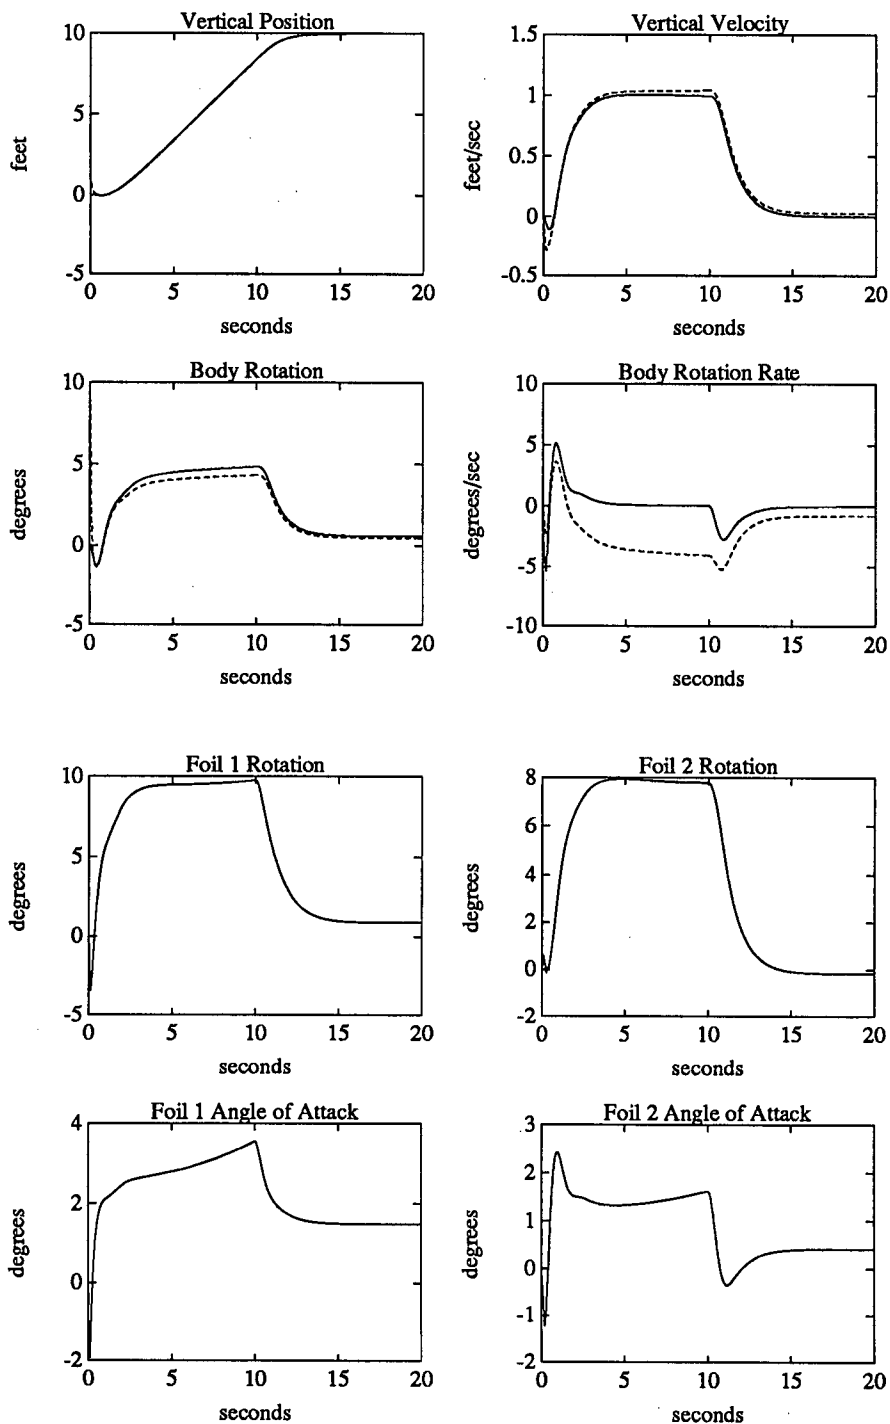 Vertical Position
10
5
0
-5
feet
0 5 10 15 20
seconds
Vertical Velocity
1.5
1
0.5
0
-0.5
feet/sec
0 5 10 15 20
seconds
Body Rotation
10
5
0
-5
degrees
0 5 10 15 20
seconds
Body Rotation Rate
10
5
0
-5
-10
degrees/sec
0 5 10 15 20
seconds
Foil 1 Rotation
10
5
0
-5
degrees
0 5 10 15 20
seconds
Foil 2 Rotation
8
6
4
2
0
-2
degrees
0 5 10 15 20
seconds
Foil 1 Angle of Attack
4
2
0
-2
degrees
0 5 10 15 20
seconds
Foil 2 Angle of Attack
3
2
1
0
-1
-2
degrees
0 5 10 15 20
seconds